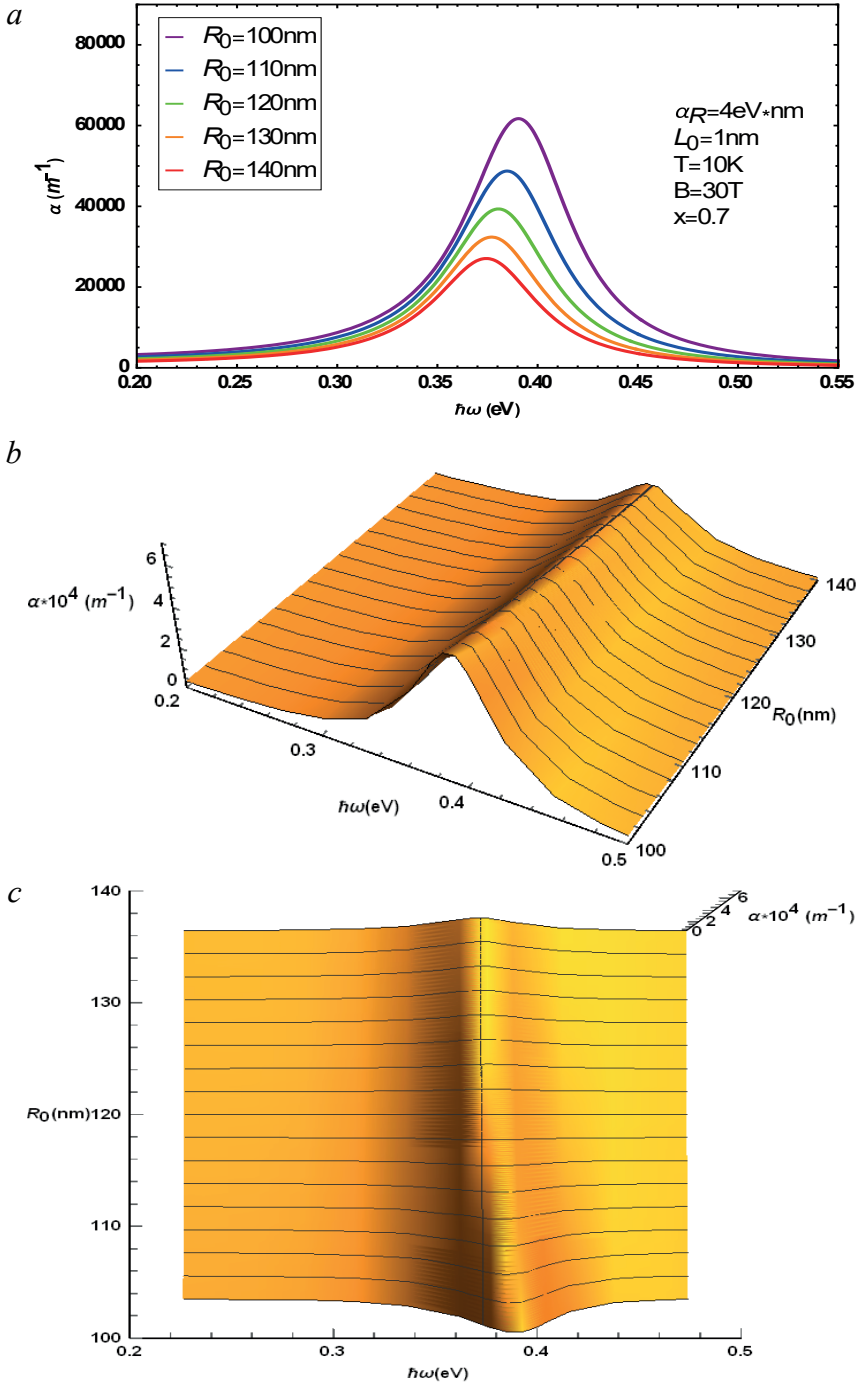 a
80000
60000
40000
20000
0
α (m⁻¹)
R0=100nm
R0=110nm
R0=120nm
R0=130nm
R0=140nm
αR=4eV*nm
L0=1nm
T=10K
B=30T
x=0.7
0.20 0.25 0.30 0.35 0.40 0.45 0.50 0.55
ħω (eV)
b
6
4
2
0
α*10⁴ (m⁻¹)
0.2
0.3
0.4
0.5
ħω(eV)
140
130
120
110
100
R0(nm)
c
140
130
120
110
100
R0(nm)
0 2 4 6
α*10⁴ (m⁻¹)
0.2 0.3 0.4 0.5
ħω(eV)